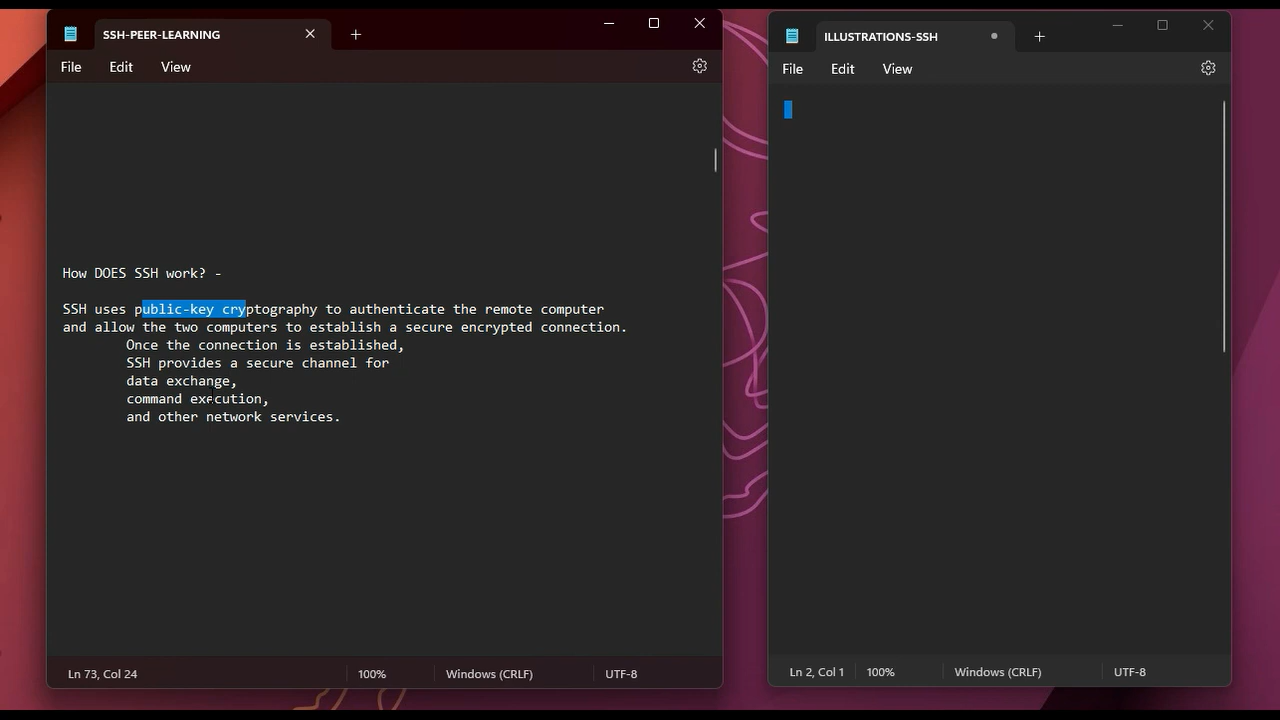 SSH-PEER-LEARNING
File Edit View
How DOES SSH work? -
SSH uses public-key cryptography to authenticate the remote computer
and allow the two computers to establish a secure encrypted connection.
Once the connection is established,
SSH provides a secure channel for
data exchange,
command execution,
and other network services.
Ln 73, Col 24 100% Windows (CRLF) UTF-8
ILLUSTRATIONS-SSH
File Edit View
Ln 2, Col 1 100% Windows (CRLF) UTF-8